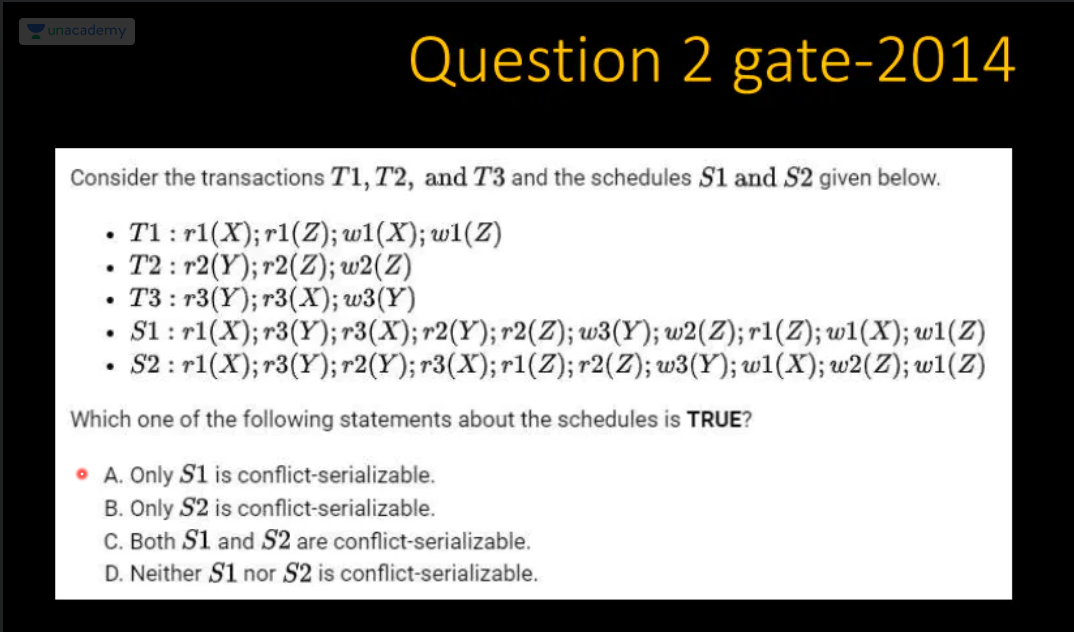 unacademy
Question 2 gate-2014
Consider the transactions T1, T2, and T3 and the schedules S1 and S2 given below.
• T1 : r1(X); r1(Z); w1(X); w1(Z)
• T2 : r2(Y); r2(Z); w2(Z)
• T3 : r3(Y); r3(X); w3(Y)
• S1 : r1(X); r3(Y); r3(X); r2(Y); r2(Z); w3(Y); w2(Z); r1(Z); w1(X); w1(Z)
• S2 : r1(X); r3(Y); r2(Y); r3(X); r1(Z); r2(Z); w3(Y); w1(X); w2(Z); w1(Z)
Which one of the following statements about the schedules is TRUE?
A. Only S1 is conflict-serializable.
B. Only S2 is conflict-serializable.
C. Both S1 and S2 are conflict-serializable.
D. Neither S1 nor S2 is conflict-serializable.